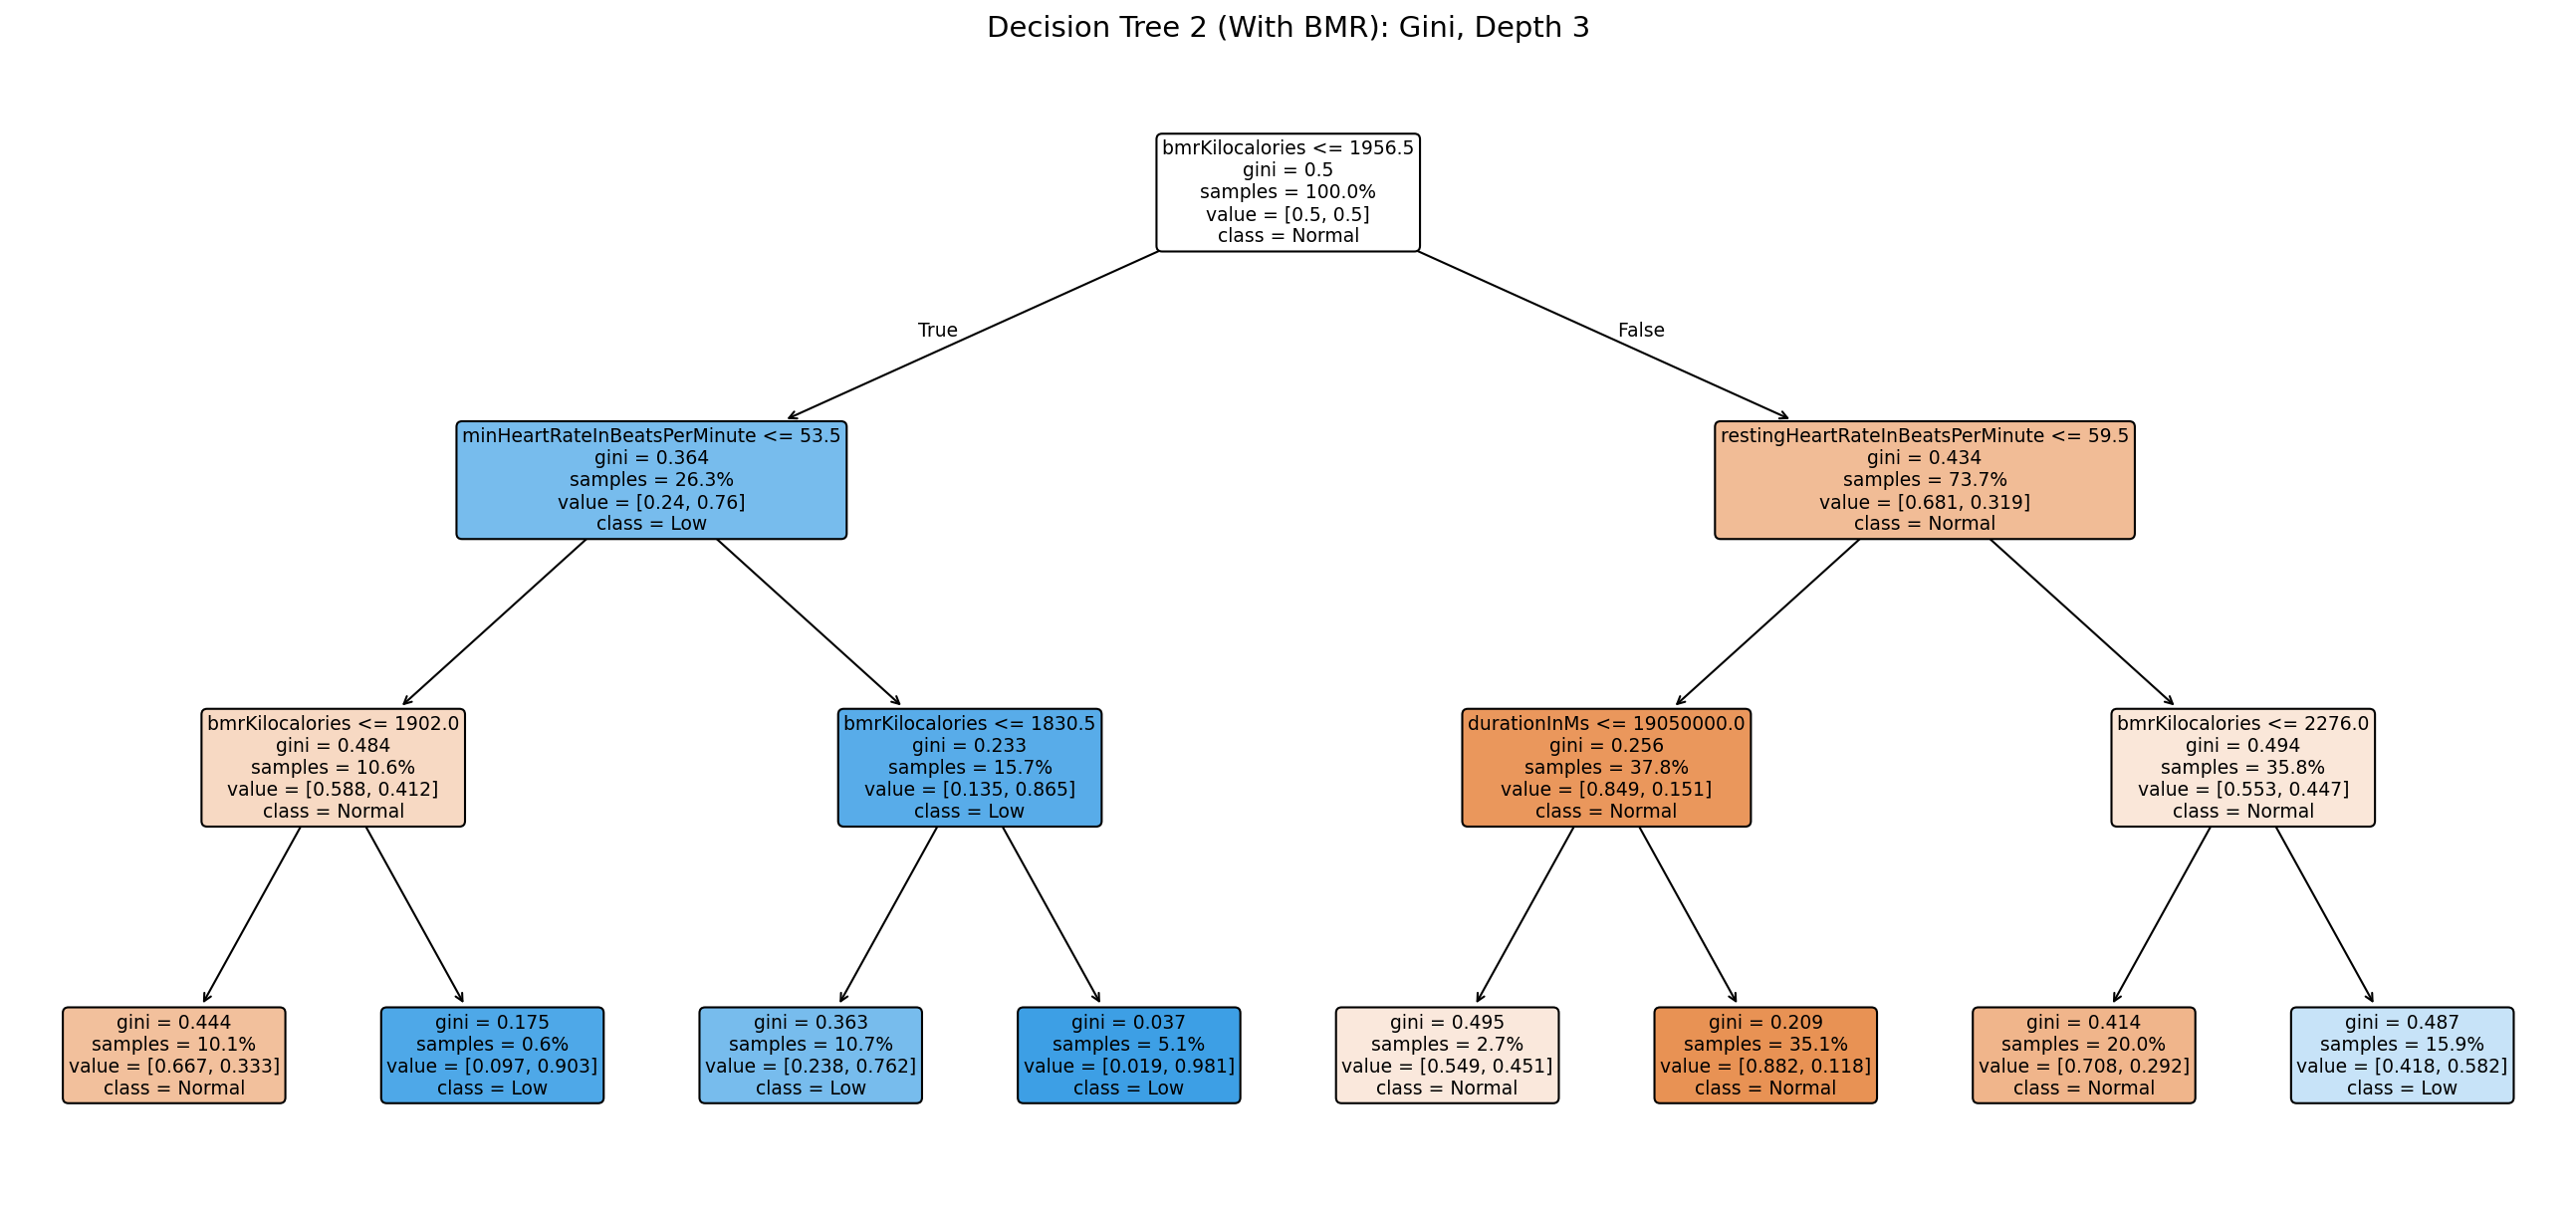 Decision Tree 2 (With BMR): Gini, Depth 3
bmrKilocalories <= 1956.5
gini = 0.5
samples = 100.0%
value = [0.5, 0.5]
class = Normal
True
False
minHeartRateInBeatsPerMinute <= 53.5
gini = 0.364
samples = 26.3%
value = [0.24, 0.76]
class = Low
restingHeartRateInBeatsPerMinute <= 59.5
gini = 0.434
samples = 73.7%
value = [0.681, 0.319]
class = Normal
bmrKilocalories <= 1902.0
gini = 0.484
samples = 10.6%
value = [0.588, 0.412]
class = Normal
bmrKilocalories <= 1830.5
gini = 0.233
samples = 15.7%
value = [0.135, 0.865]
class = Low
durationInMs <= 19050000.0
gini = 0.256
samples = 37.8%
value = [0.849, 0.151]
class = Normal
bmrKilocalories <= 2276.0
gini = 0.494
samples = 35.8%
value = [0.553, 0.447]
class = Normal
gini = 0.444
samples = 10.1%
value = [0.667, 0.333]
class = Normal
gini = 0.175
samples = 0.6%
value = [0.097, 0.903]
class = Low
gini = 0.363
samples = 10.7%
value = [0.238, 0.762]
class = Low
gini = 0.037
samples = 5.1%
value = [0.019, 0.981]
class = Low
gini = 0.495
samples = 2.7%
value = [0.549, 0.451]
class = Normal
gini = 0.209
samples = 35.1%
value = [0.882, 0.118]
class = Normal
gini = 0.414
samples = 20.0%
value = [0.708, 0.292]
class = Normal
gini = 0.487
samples = 15.9%
value = [0.418, 0.582]
class = Low